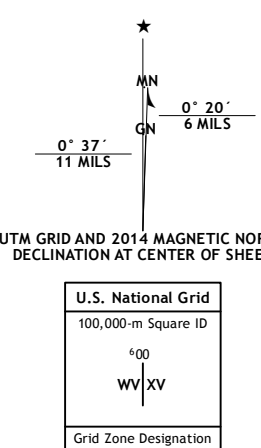 ★
MN
0° 20´
GN
6 MILS
0° 37´
11 MILS
UTM GRID AND 2014 MAGNETIC NOR
DECLINATION AT CENTER OF SHEE
U.S. National Grid
100,000-m Square ID
⁶00
WV XV
Grid Zone Designation